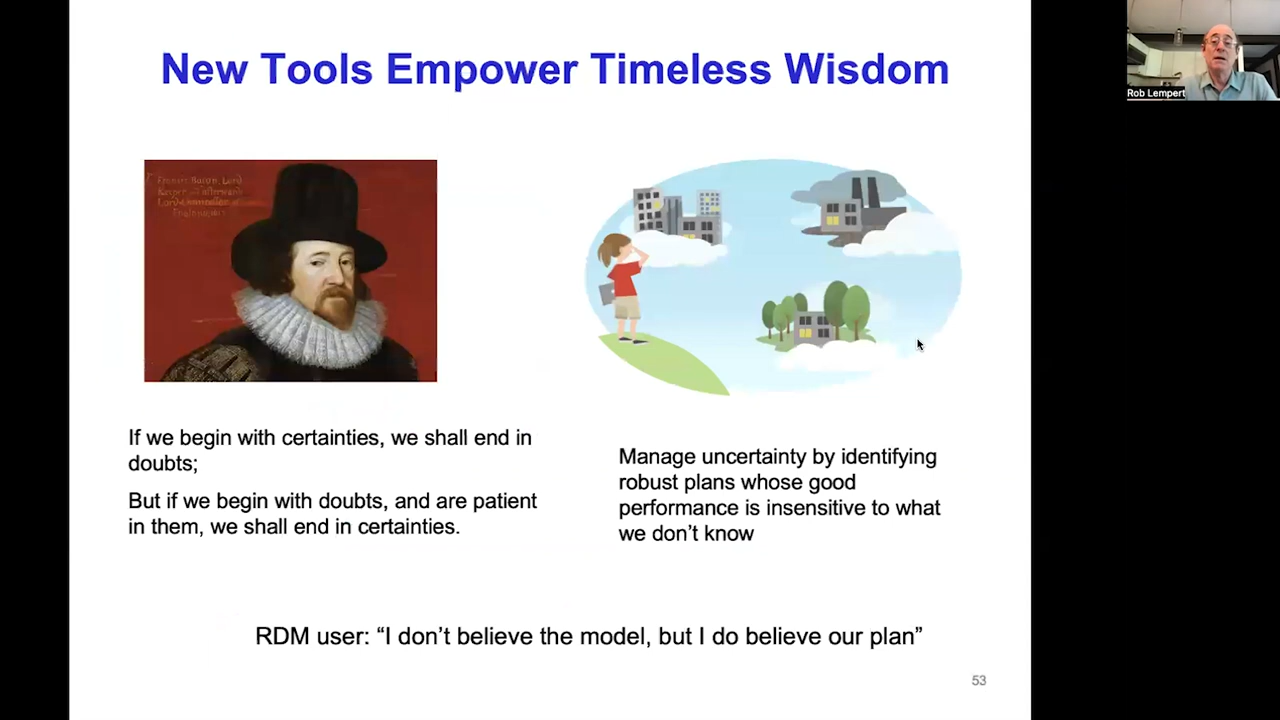 New Tools Empower Timeless Wisdom
Rob Lempert
Francis Bacon, Lord
If we begin with certainties, we shall end in
doubts;
But if we begin with doubts, and are patient
in them, we shall end in certainties.
Manage uncertainty by identifying
robust plans whose good
performance is insensitive to what
we don’t know
RDM user: “I don’t believe the model, but I do believe our plan”
53